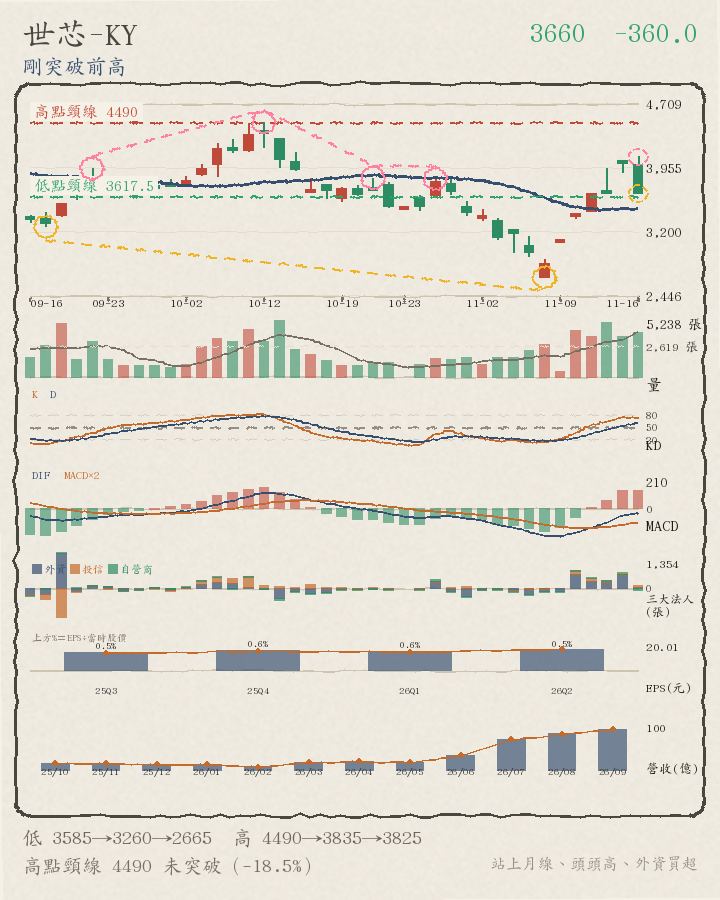 世芯-KY
3660 -360.0
剛突破前高
高點頸線 4490
低點頸線 3617.5
4,709
3,955
3,200
2,446
09-16 09-23 10-02 10-12 10-19 10-23 11-02 11-09 11-16
5,238 張
2,619 張
量
K D
80
50
20
KD
DIF MACD×2
210
0
MACD
外資 投信 自營商
1,354
0
三大法人
(張)
上方%=EPS÷當時股價
0.5% 0.6% 0.6% 0.5%
20.01
25Q3 25Q4 26Q1 26Q2
EPS(元)
100
25/10 25/11 25/12 26/01 26/02 26/03 26/04 26/05 26/06 26/07 26/08 26/09
營收(億)
低 3585→3260→2665 高 4490→3835→3825
高點頸線 4490 未突破 (-18.5%)
站上月線、頭頭高、外資買超